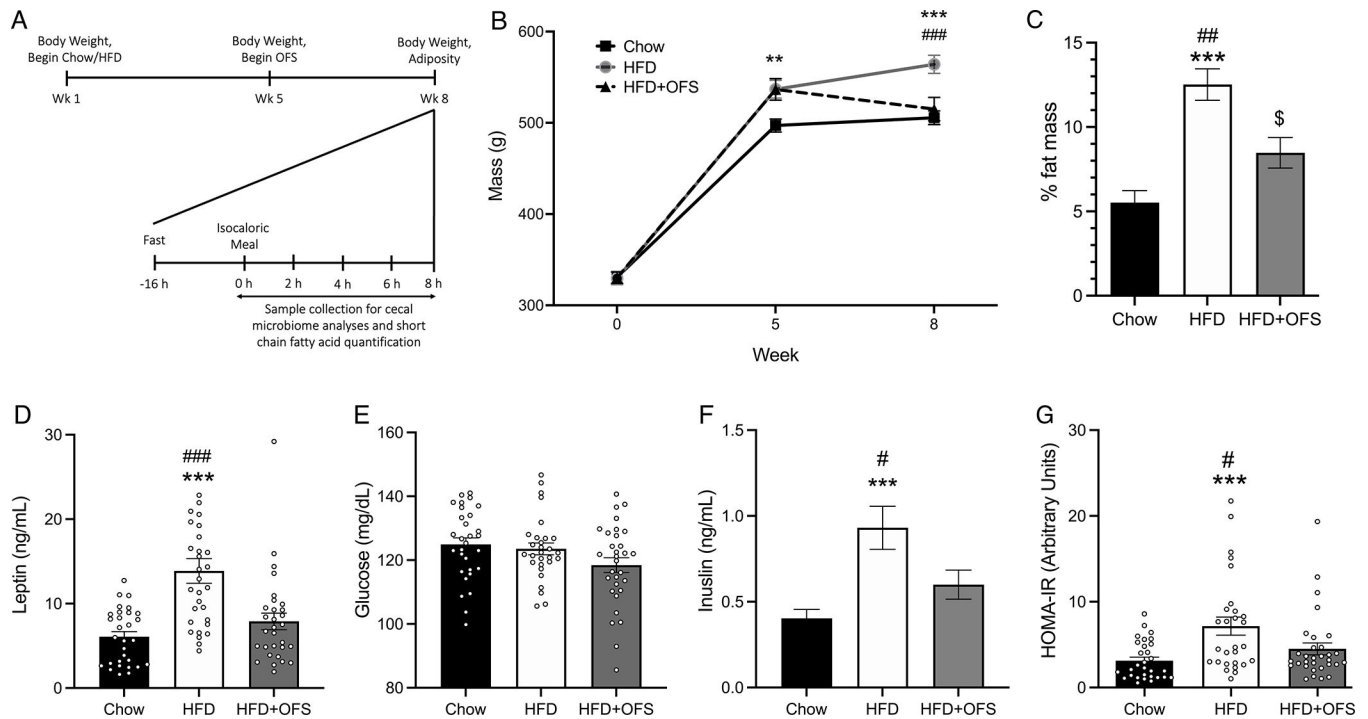 A
Body Weight,
Begin Chow/HFD
Body Weight,
Begin OFS
Body Weight,
Adiposity
Wk 1
Wk 5
Wk 8
Fast
Isocaloric
Meal
-16 h
0 h
2 h
4 h
6 h
8 h
Sample collection for cecal
microbiome analyses and short
chain fatty acid quantification
B
Mass (g)
600
500
400
300
Chow
HFD
HFD+OFS
**
***
###
0
5
8
Week
C
% fat mass
15
10
5
0
##
***
$
Chow
HFD
HFD+OFS
D
Leptin (ng/mL)
30
20
10
0
###
***
Chow
HFD
HFD+OFS
E
Glucose (mg/dL)
160
140
120
100
80
Chow
HFD
HFD+OFS
F
Inuslin (ng/mL)
1.5
1.0
0.5
0.0
#
***
Chow
HFD
HFD+OFS
G
HOMA-IR (Arbitrary Units)
30
20
10
0
#
***
Chow
HFD
HFD+OFS